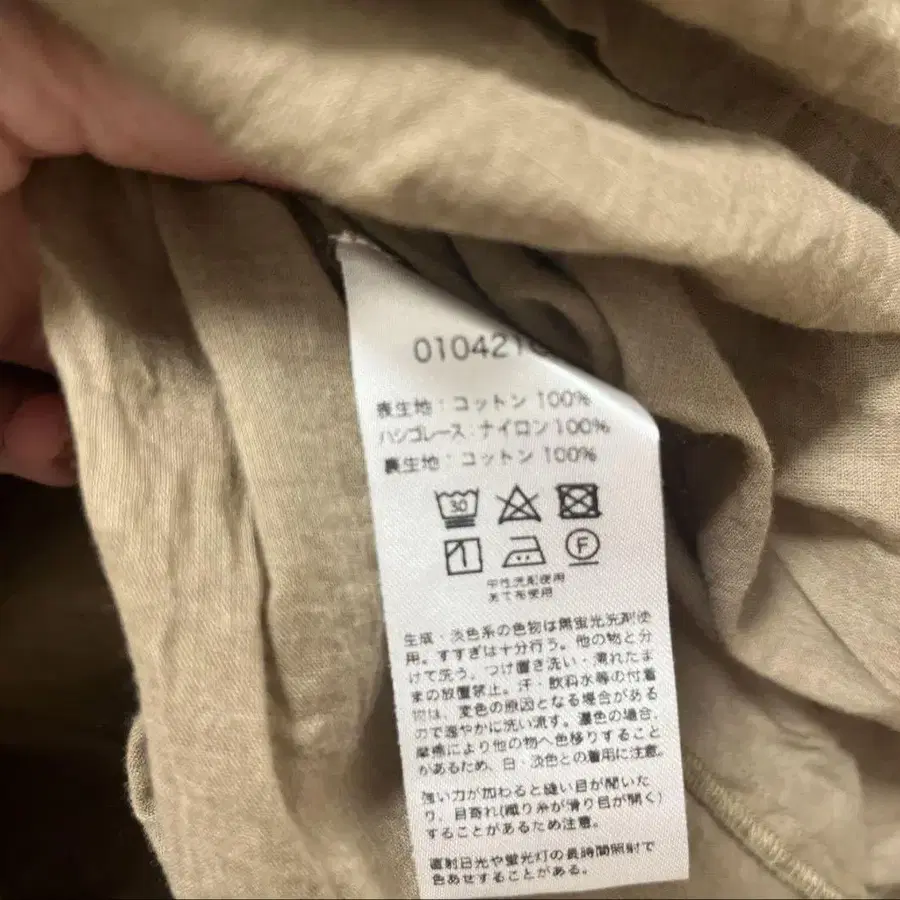 010421
表生地:コットン 100%
ハシゴレース:ナイロン100%
裏生地:コットン 100%
30
F
中性洗剤使用
あて布使用
生成・淡色系の色物は無蛍光洗剤使
用。すすぎは十分行う。他の物と分
けて洗う。つけ置き洗い・濡れたま
まの放置禁止。汗・飲料水等の付着
物は、変色の原因となる場合がある
ので速やかに洗い流す。濃色の場合、
摩擦により他の物へ色移りすること
があるため、白・淡色との着用に注意。
強い力が加わると縫い目が開いた
り、目寄れ(織り糸が滑り目が開く)
することがあるため注意。
直射日光や蛍光灯の長時間照射で
色あせすることがある。